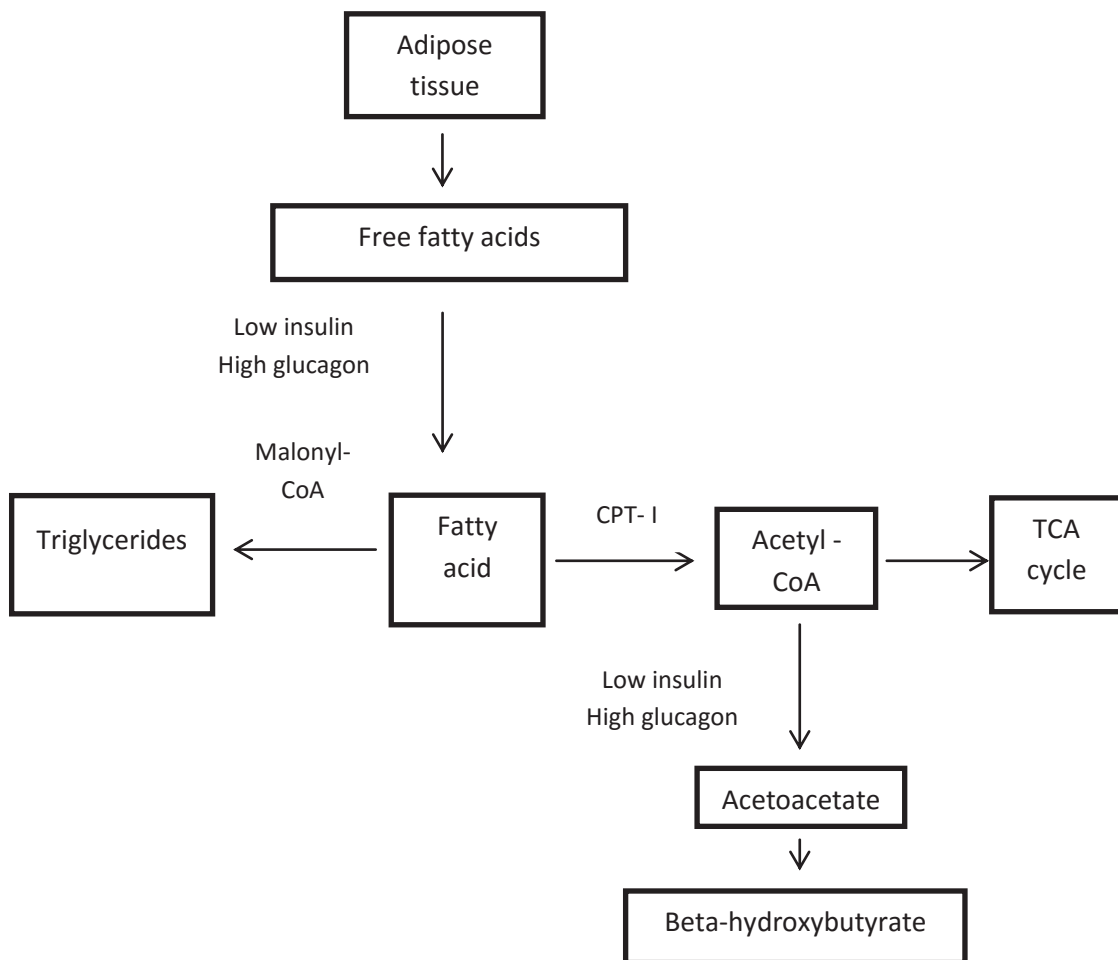 Adipose
tissue
Free fatty acids
Low insulin
High glucagon
Malonyl-
CoA
Triglycerides
Fatty
acid
CPT- I
Acetyl -
CoA
TCA
cycle
Low insulin
High glucagon
Acetoacetate
Beta-hydroxybutyrate